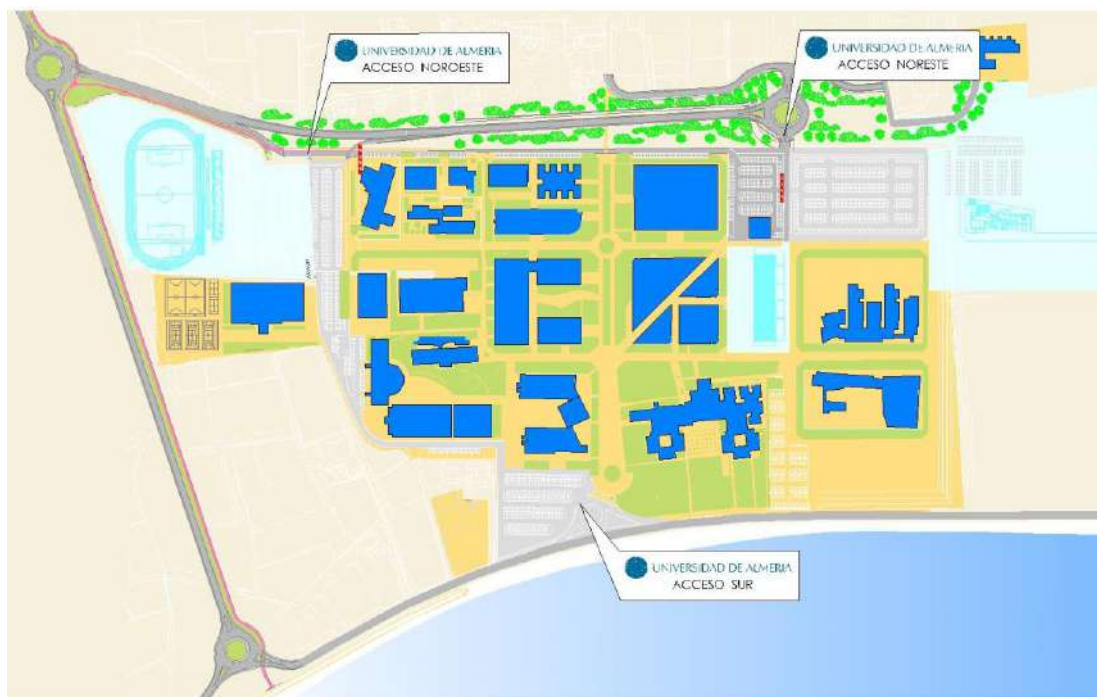 UNIVERSIDAD DE ALMERIA
ACCESO NOROESTE
UNIVERSIDAD DE ALMERIA
ACCESO NORESTE
UNIVERSIDAD DE ALMERIA
ACCESO SUR